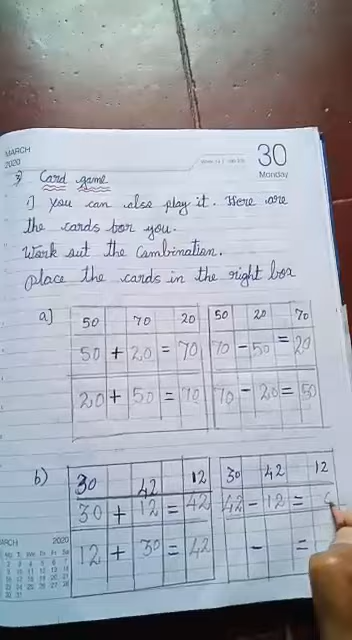 MARCH
2020
30
Monday
3) Card game
1) You can also play it. Here are
the cards for you.
Work out the Combination.
place the cards in the right box
a] 50 70 20 50 20 70
50 + 20 = 70 70 - 50 = 20
20 + 50 = 70 70 - 20 = 50
b) 30 42 12 30 42 12
30 + 12 = 42 42 - 12 =
12 + 30 = 42 - =
MARCH 2020